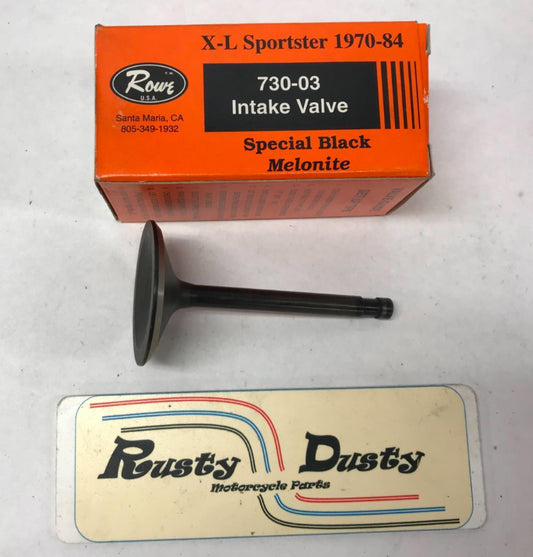 X-L Sportster 1970-84
Rowe
U.S.A.
Santa Maria, CA
805-349-1932
730-03
Intake Valve
Special Black
Melonite
Rusty Dusty
Motorcycle Parts